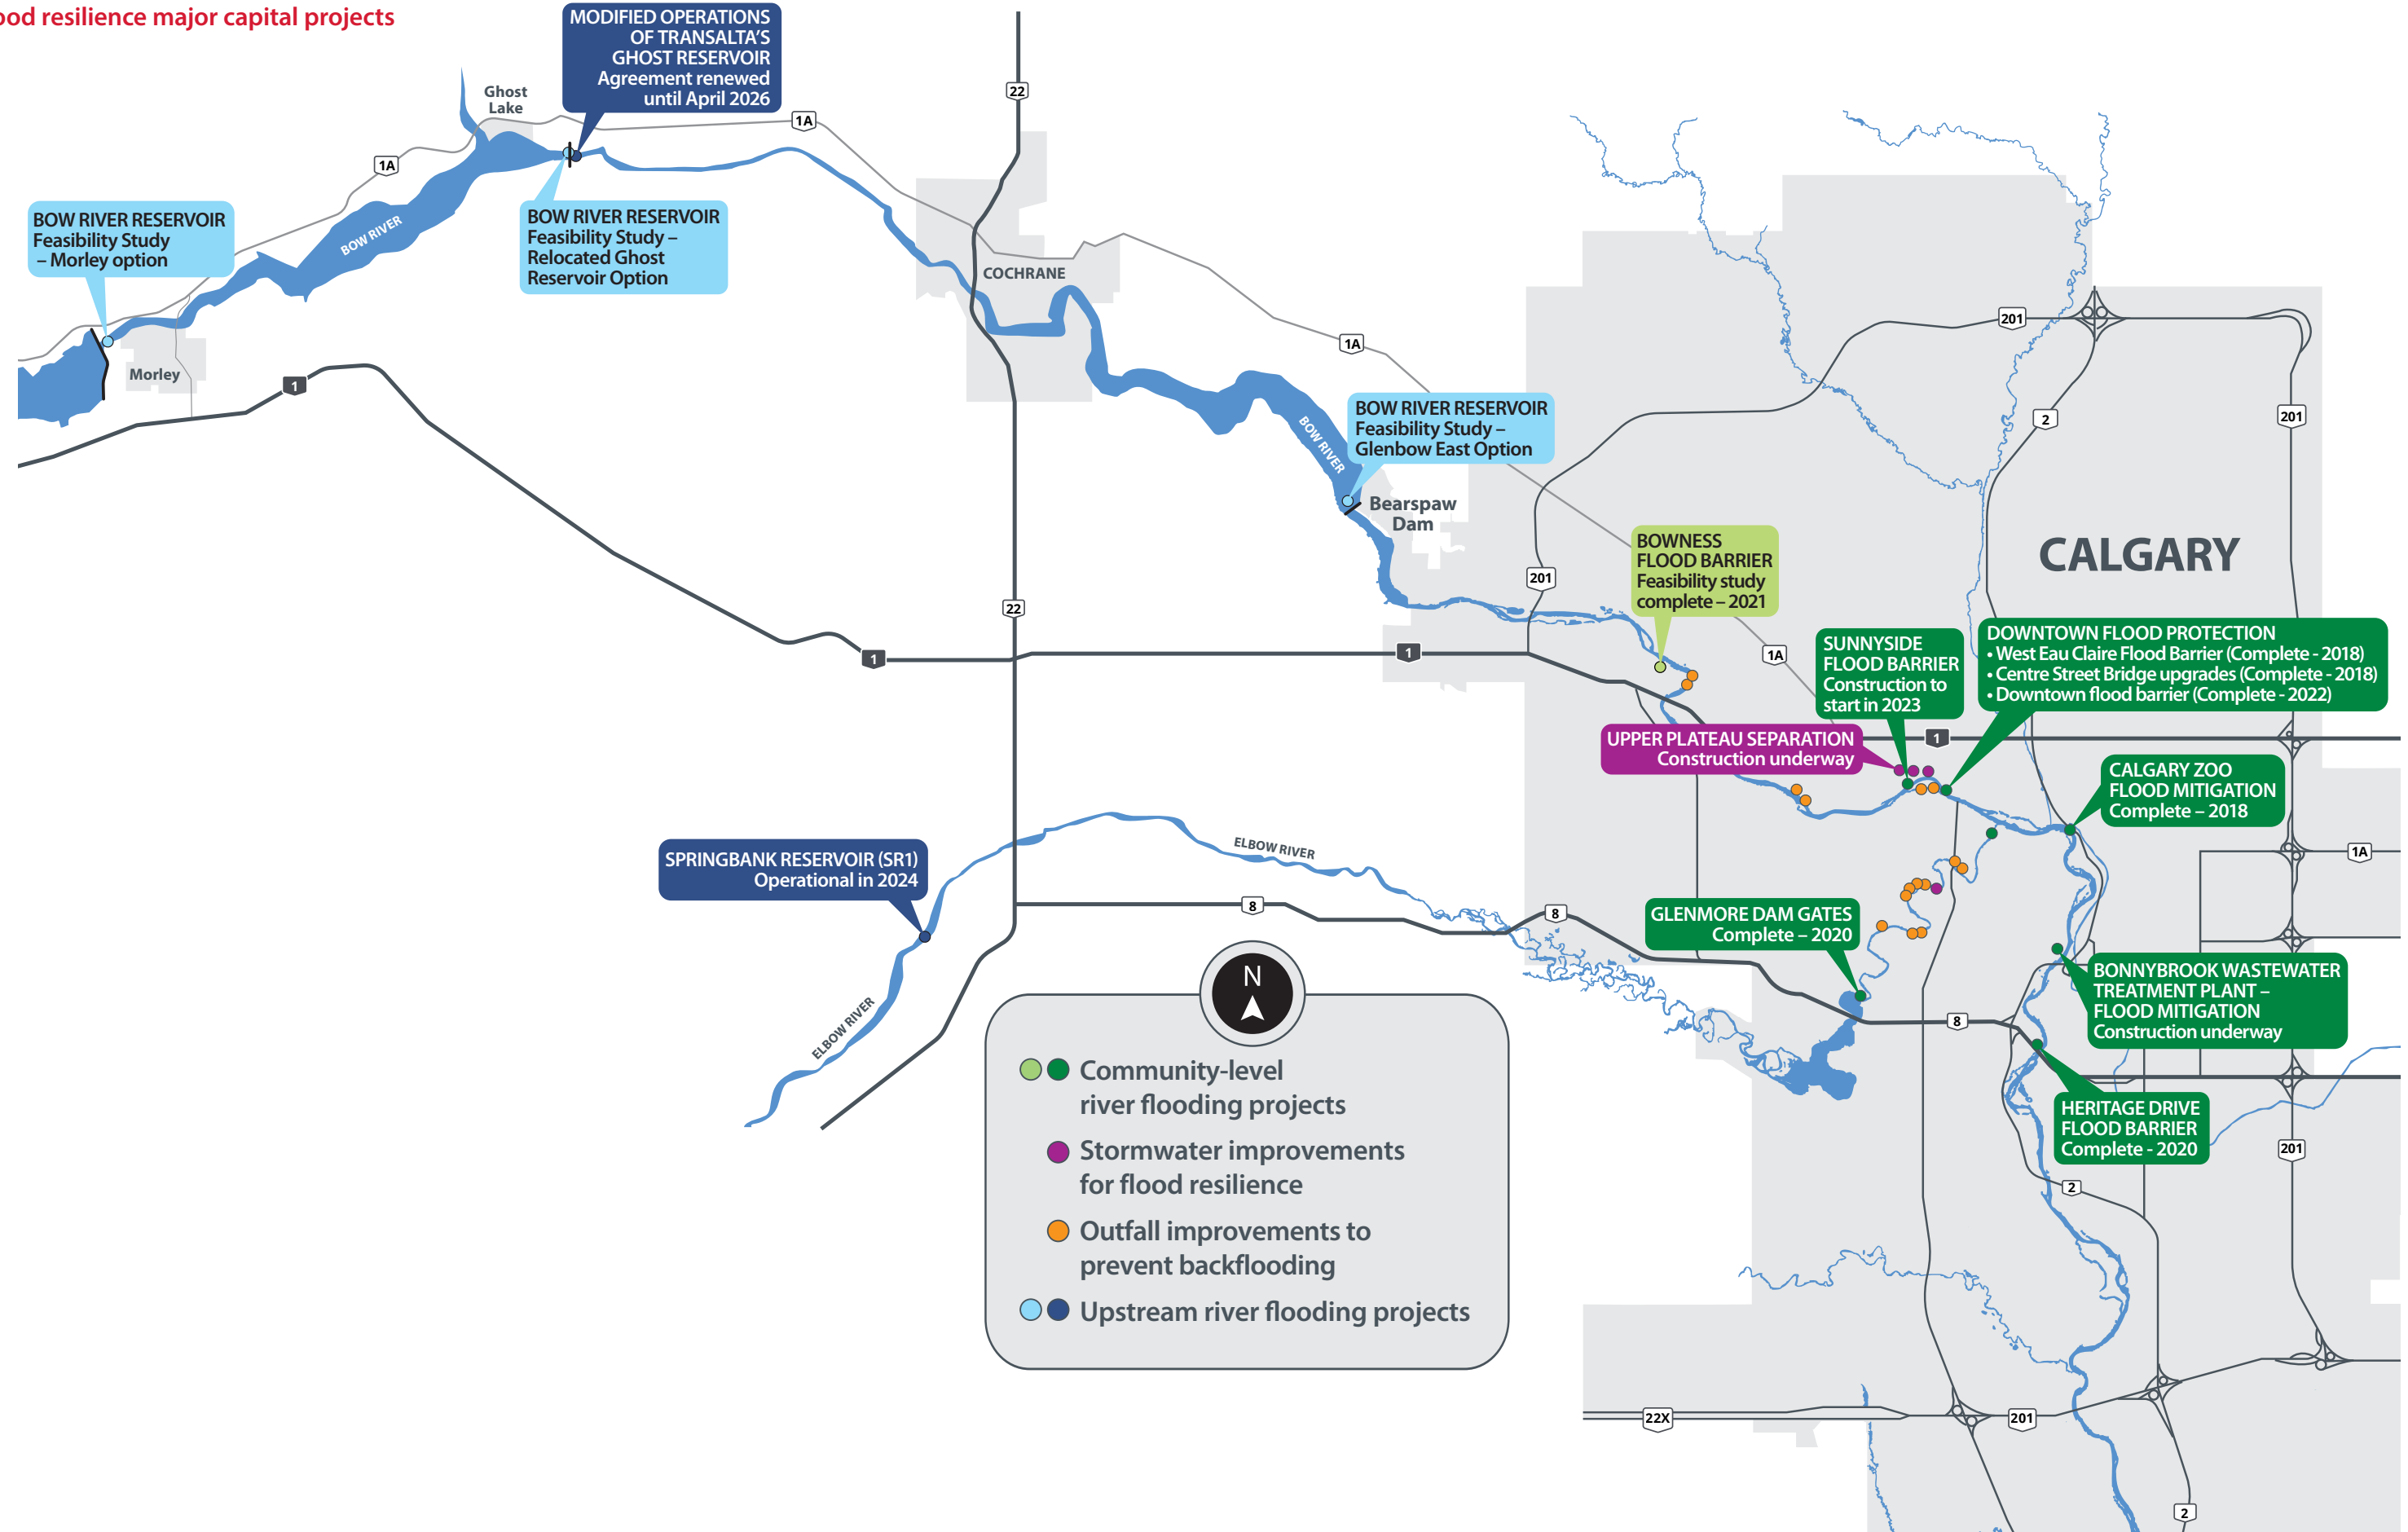 ood resilience major capital projects
MODIFIED OPERATIONS
OF TRANSALTA'S
GHOST RESERVOIR
Agreement renewed
until April 2026
Ghost
Lake
22
1A
1A
BOW RIVER RESERVOIR
Feasibility Study
– Morley option
BOW RIVER
BOW RIVER RESERVOIR
Feasibility Study –
Relocated Ghost
Reservoir Option
COCHRANE
Morley
1
1A
201
2
201
BOW RIVER
BOW RIVER RESERVOIR
Feasibility Study –
Glenbow East Option
Bearspaw
Dam
CALGARY
BOWNESS
FLOOD BARRIER
Feasibility study
complete – 2021
201
22
1
1
1A
SUNNYSIDE
FLOOD BARRIER
Construction to
start in 2023
DOWNTOWN FLOOD PROTECTION
• West Eau Claire Flood Barrier (Complete - 2018)
• Centre Street Bridge upgrades (Complete - 2018)
• Downtown flood barrier (Complete - 2022)
UPPER PLATEAU SEPARATION
Construction underway
1
CALGARY ZOO
FLOOD MITIGATION
Complete – 2018
1A
SPRINGBANK RESERVOIR (SR1)
Operational in 2024
ELBOW RIVER
8
8
GLENMORE DAM GATES
Complete – 2020
BONNYBROOK WASTEWATER
TREATMENT PLANT –
FLOOD MITIGATION
Construction underway
8
ELBOW RIVER
HERITAGE DRIVE
FLOOD BARRIER
Complete - 2020
201
2
N
Community-level
river flooding projects
Stormwater improvements
for flood resilience
Outfall improvements to
prevent backflooding
Upstream river flooding projects
22X
201
2